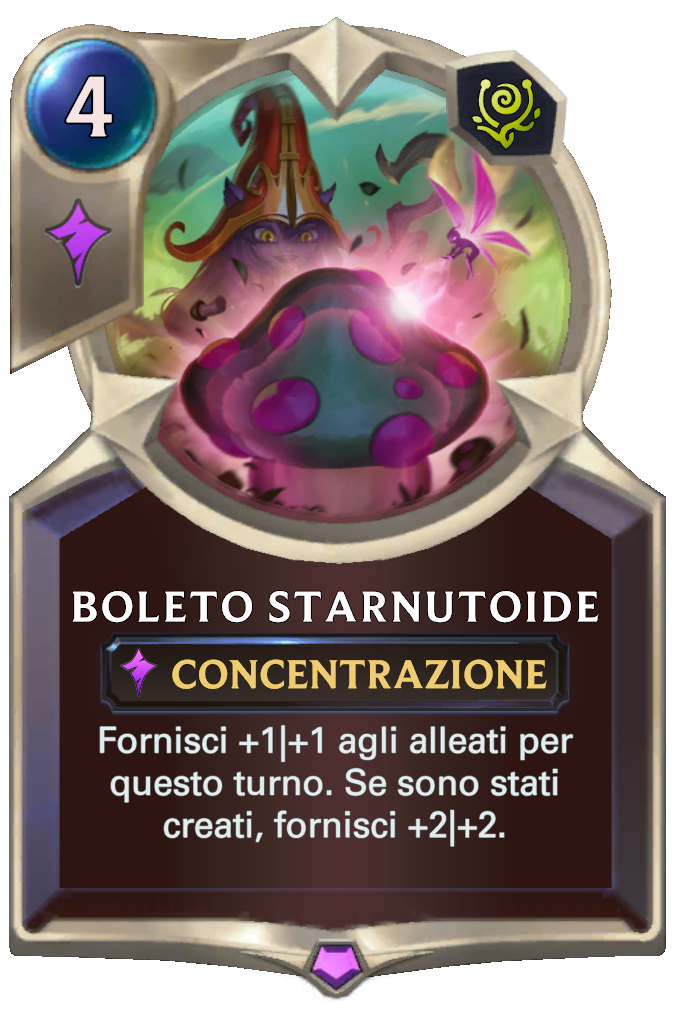 4
BOLETO STARNUTOIDE
CONCENTRAZIONE
Fornisci +1|+1 agli alleati per
questo turno. Se sono stati
creati, fornisci +2|+2.